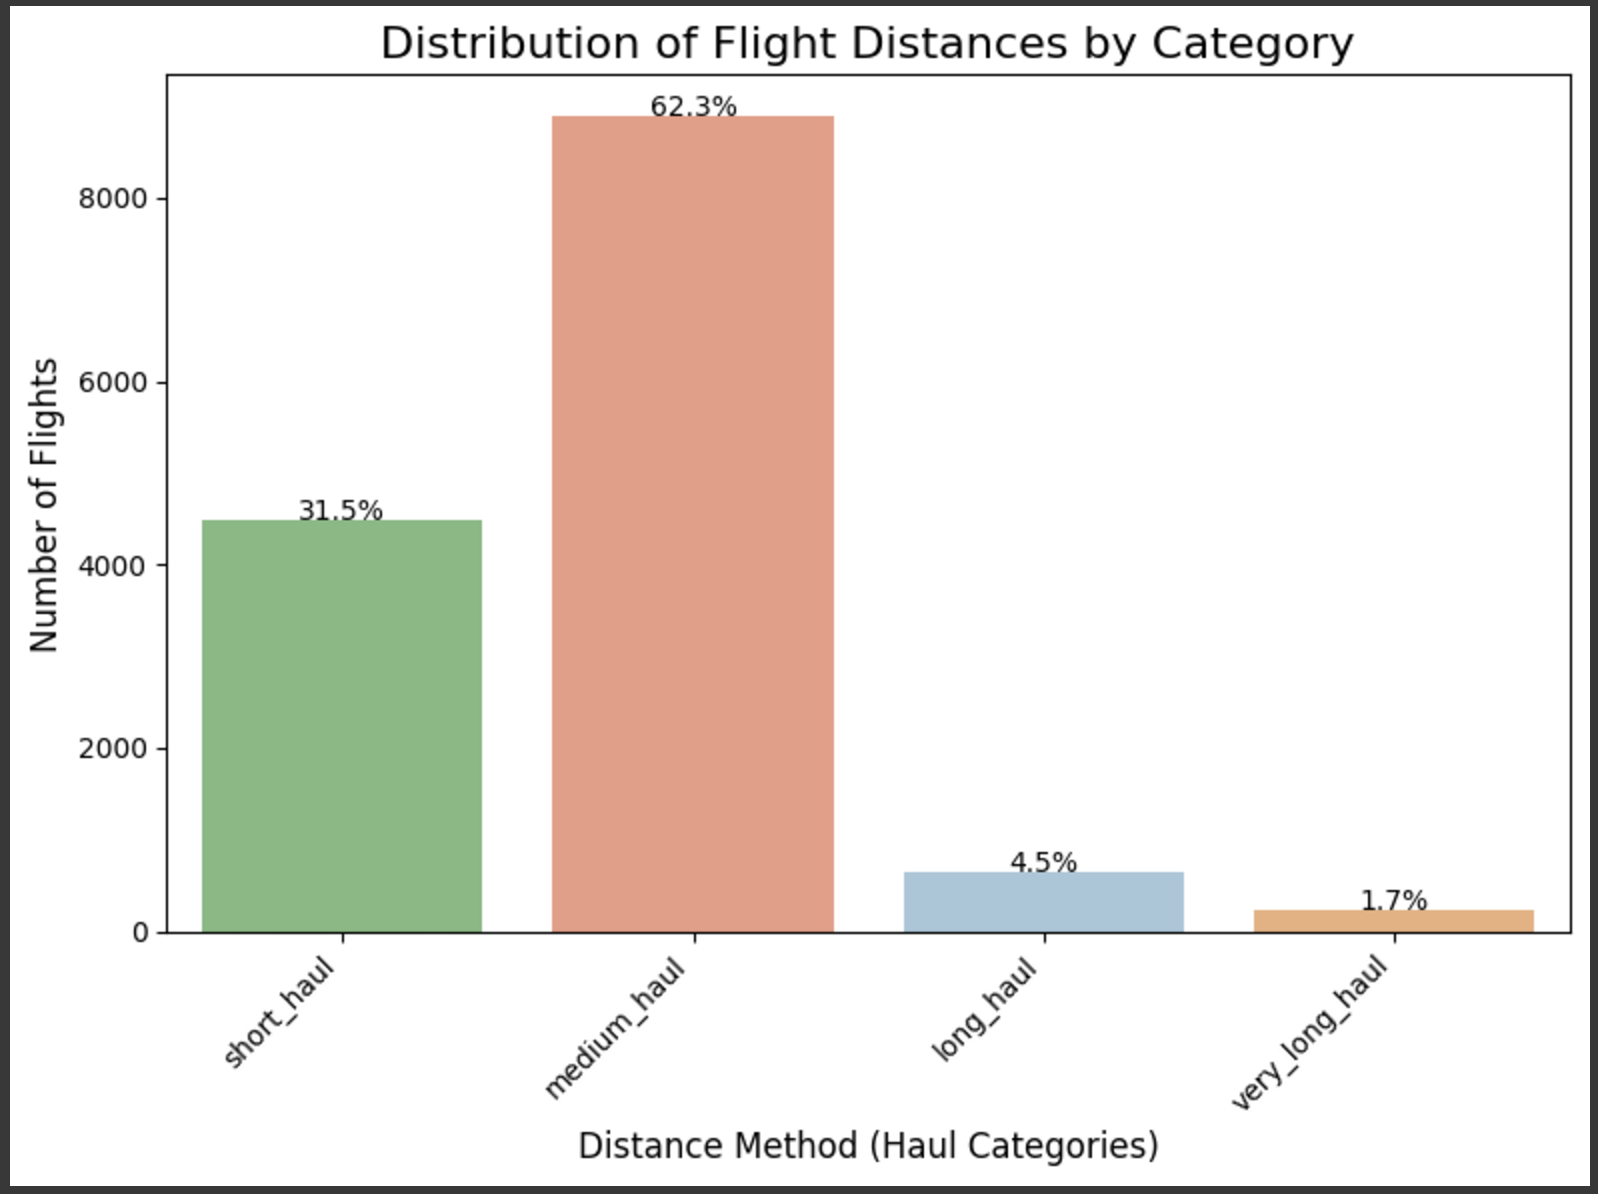 Distribution of Flight Distances by Category
62.3%
8000
6000
31.5%
4000
2000
4.5%
1.7%
0
Number of Flights
short_haul
medium_haul
long_haul
very_long_haul
Distance Method (Haul Categories)